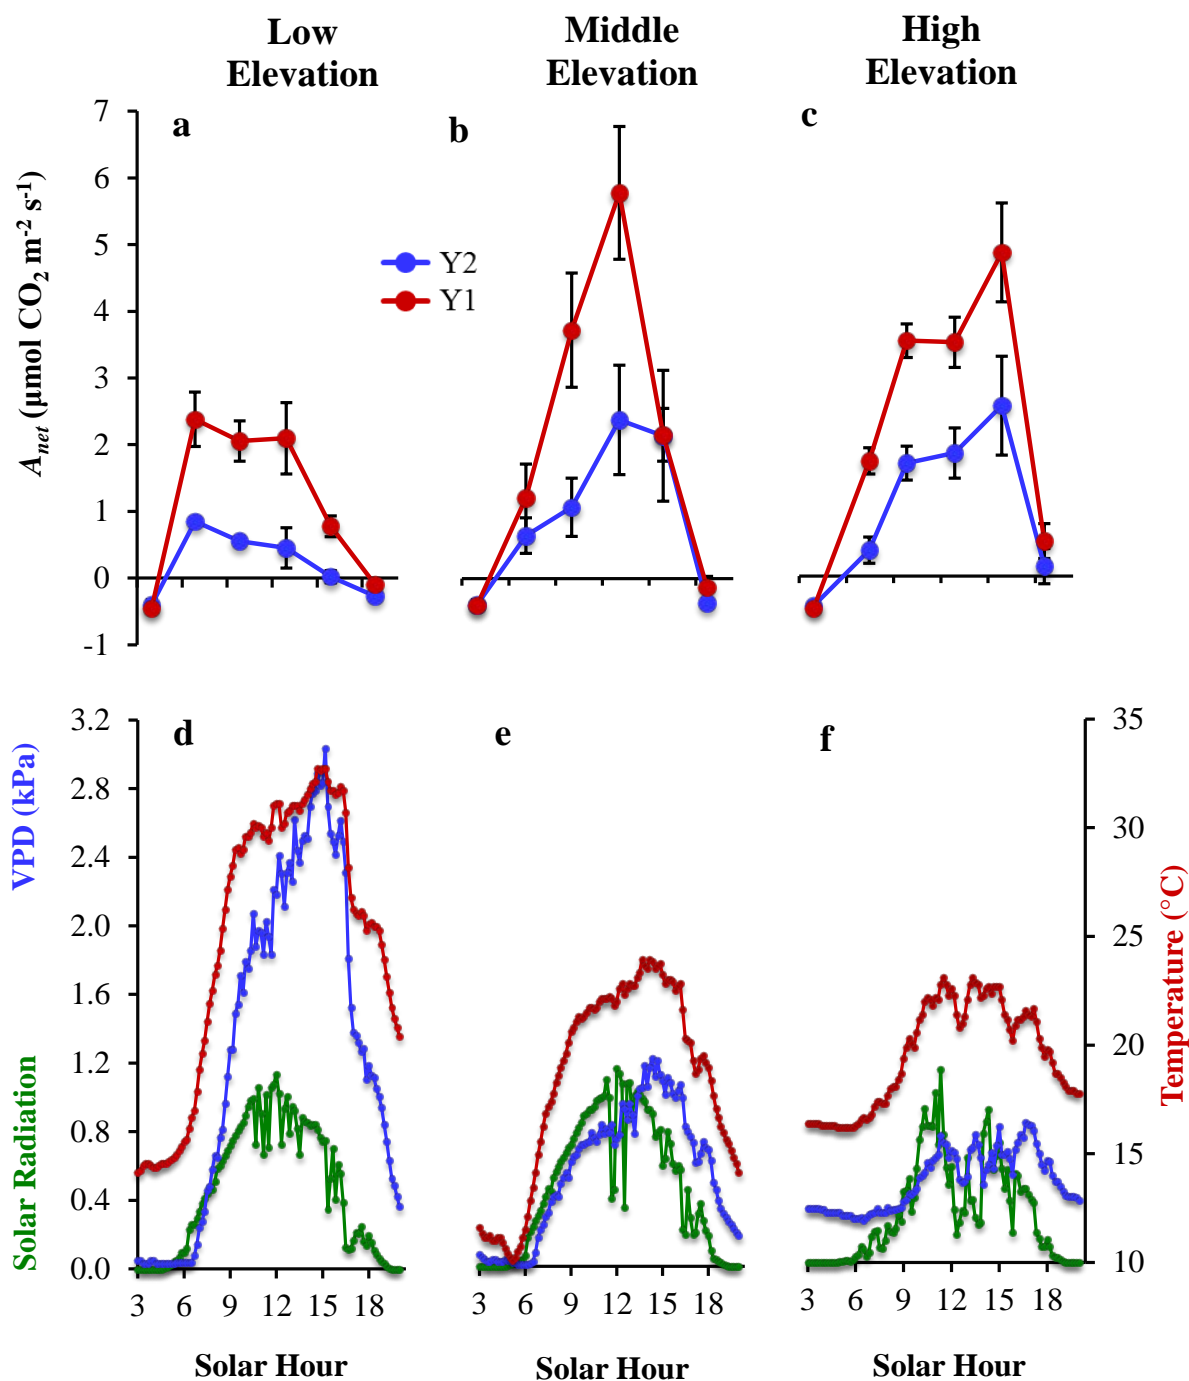 Low
Elevation
Middle
Elevation
High
Elevation
a
b
c
7
6
5
4
3
2
1
0
-1
A_net (µmol CO₂ m⁻² s⁻¹)
Y2
Y1
d
e
f
3.2
2.8
2.4
2.0
1.6
1.2
0.8
0.4
0.0
VPD (kPa)
Solar Radiation
35
30
25
20
15
10
Temperature (°C)
3 6 9 12 15 18
3 6 9 12 15 18
3 6 9 12 15 18
Solar Hour
Solar Hour
Solar Hour